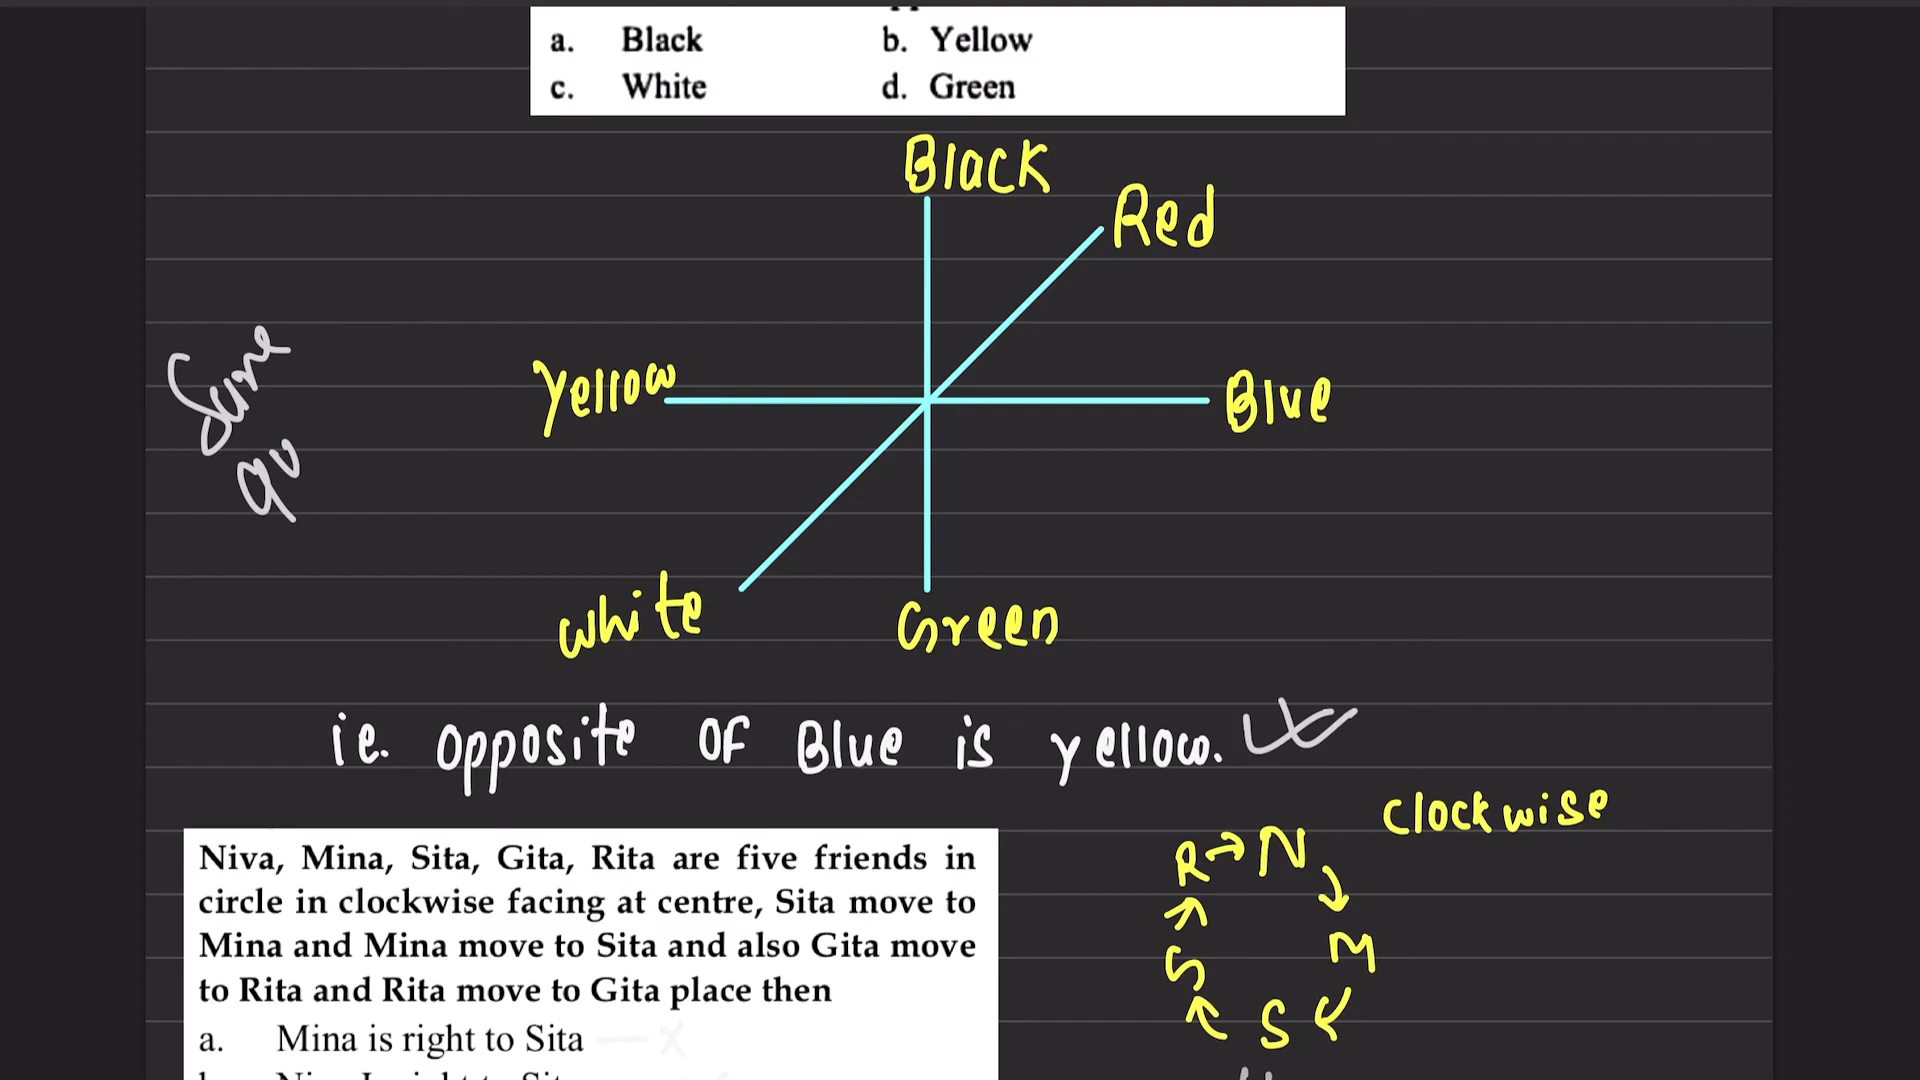 a. Black b. Yellow
c. White d. Green
Black
Red
Yellow
Blue
Same
qu
White
Green
ie. opposite of Blue is yellow.
Clockwise
R → N
Niva, Mina, Sita, Gita, Rita are five friends in
circle in clockwise facing at centre, Sita move to
Mina and Mina move to Sita and also Gita move
to Rita and Rita move to Gita place then
G M
S
a. Mina is right to Sita — x